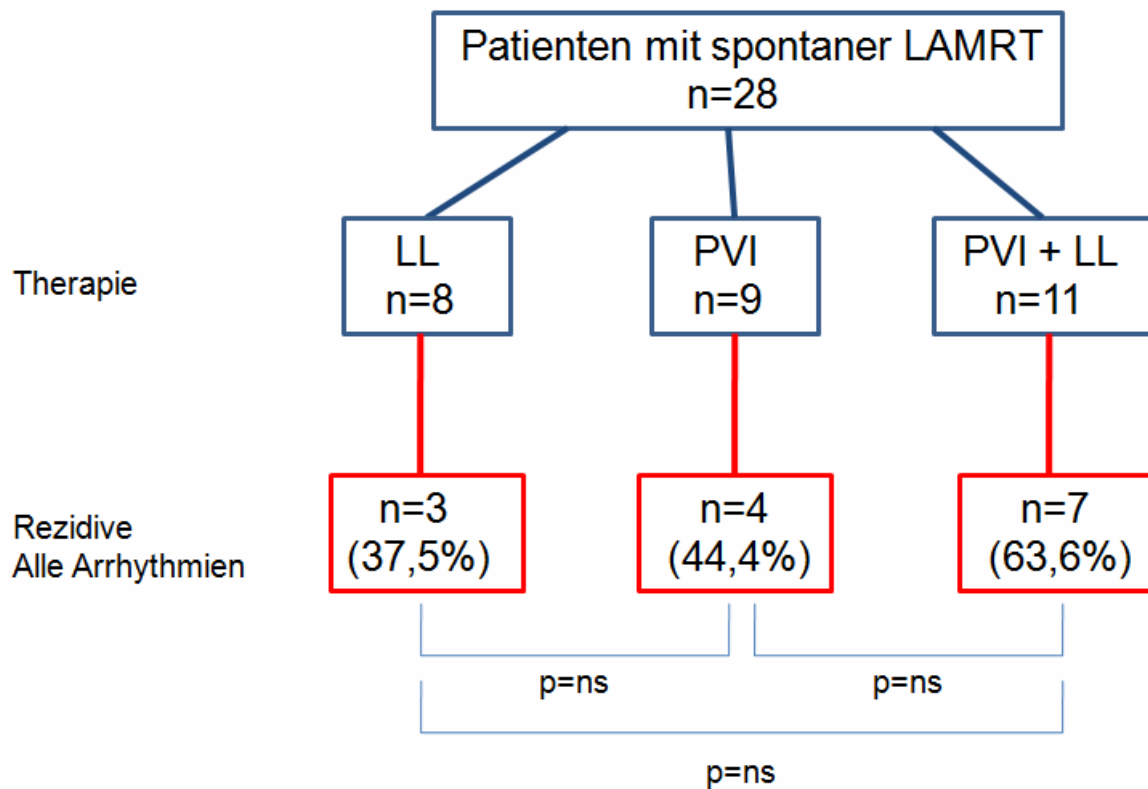 Patienten mit spontaner LAMRT
n=28
Therapie
LL
n=8
PVI
n=9
PVI + LL
n=11
Rezidive
Alle Arrhythmien
n=3
(37,5%)
n=4
(44,4%)
n=7
(63,6%)
p=ns
p=ns
p=ns